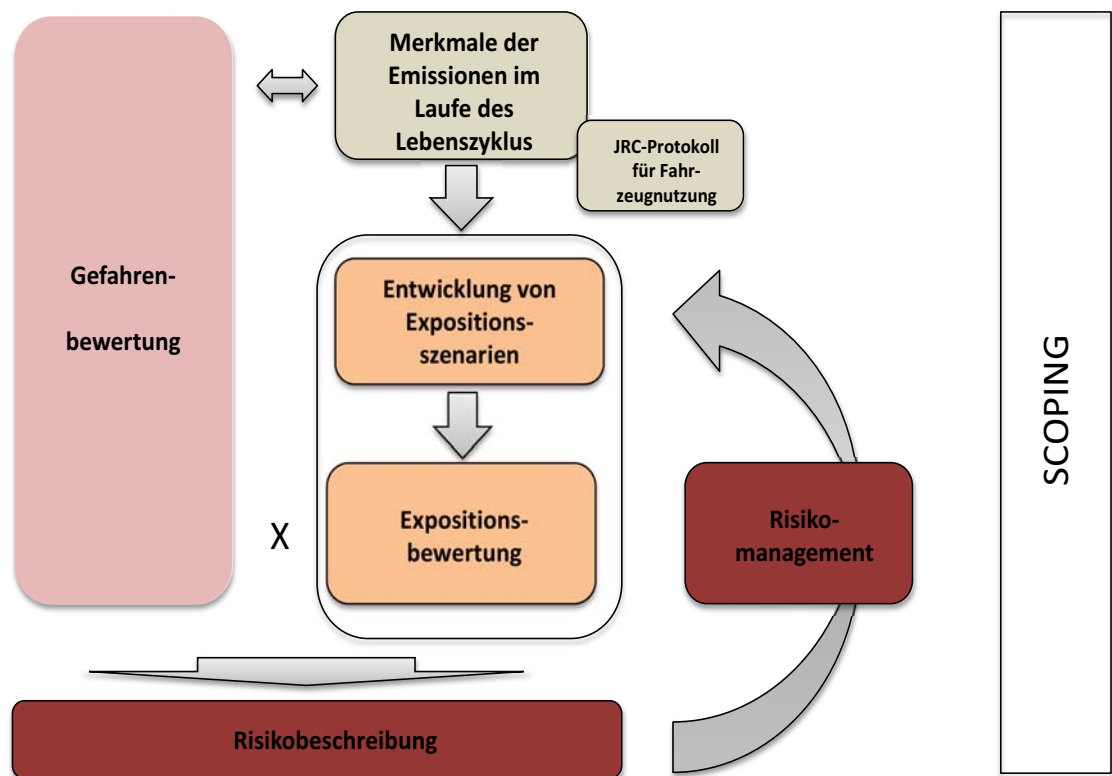 Merkmale der
Emissionen im
Laufe des
Lebenszyklus
JRC-Protokoll
für Fahr-
zeugnutzung
Gefahren-
bewertung
Entwicklung von
Expositions-
szenarien
X
Expositions-
bewertung
Risiko-
management
Risikobeschreibung
SCOPING